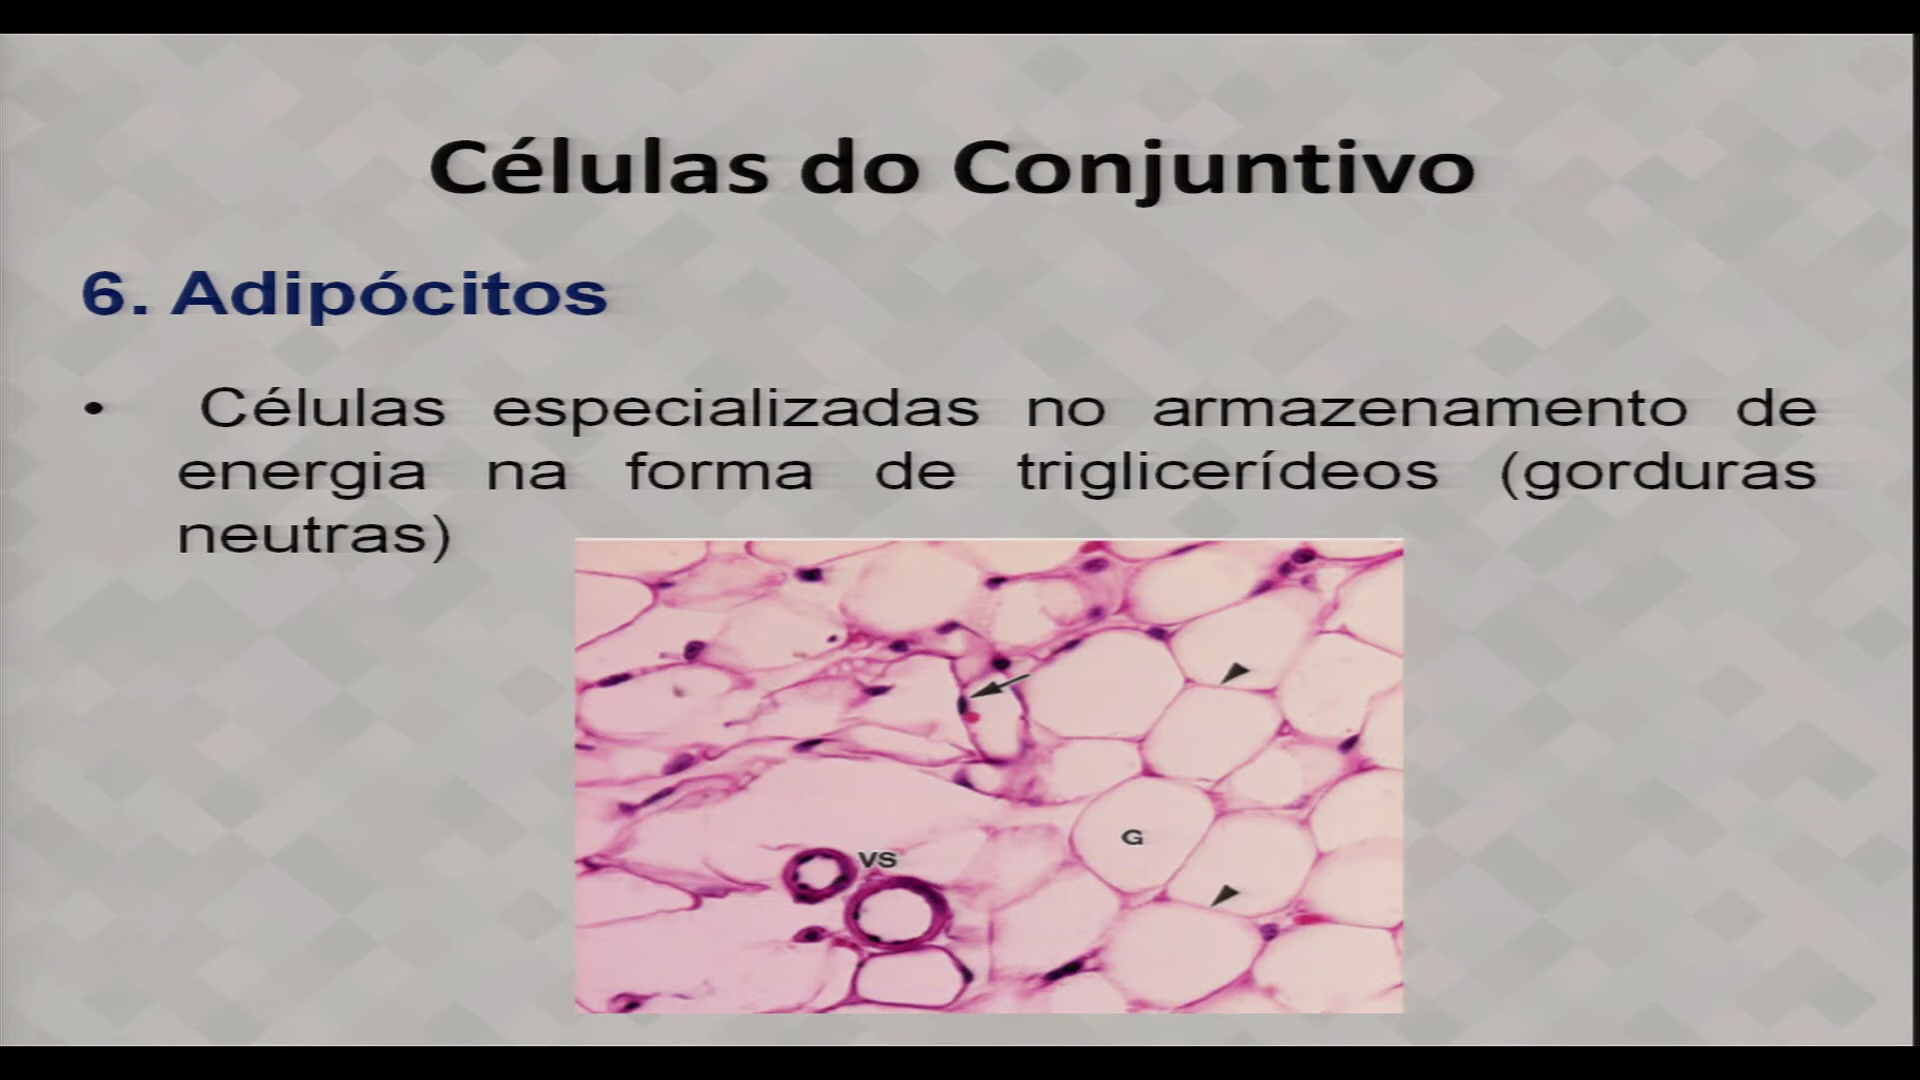 Células do Conjuntivo
6. Adipócitos
• Células especializadas no armazenamento de
energia na forma de triglicerídeos (gorduras
neutras)
G
VS